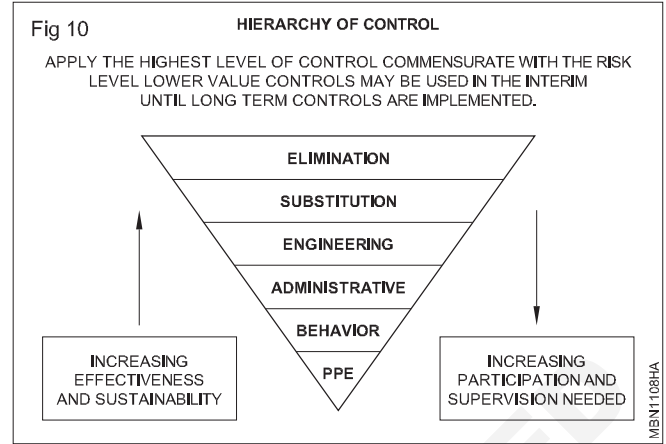 Fig 10
HIERARCHY OF CONTROL
APPLY THE HIGHEST LEVEL OF CONTROL COMMENSURATE WITH THE RISK
LEVEL LOWER VALUE CONTROLS MAY BE USED IN THE INTERIM
UNTIL LONG TERM CONTROLS ARE IMPLEMENTED.
ELIMINATION
SUBSTITUTION
ENGINEERING
ADMINISTRATIVE
BEHAVIOR
PPE
INCREASING
EFFECTIVENESS
AND SUSTAINABILITY
INCREASING
PARTICIPATION AND
SUPERVISION NEEDED
MBN1108HA